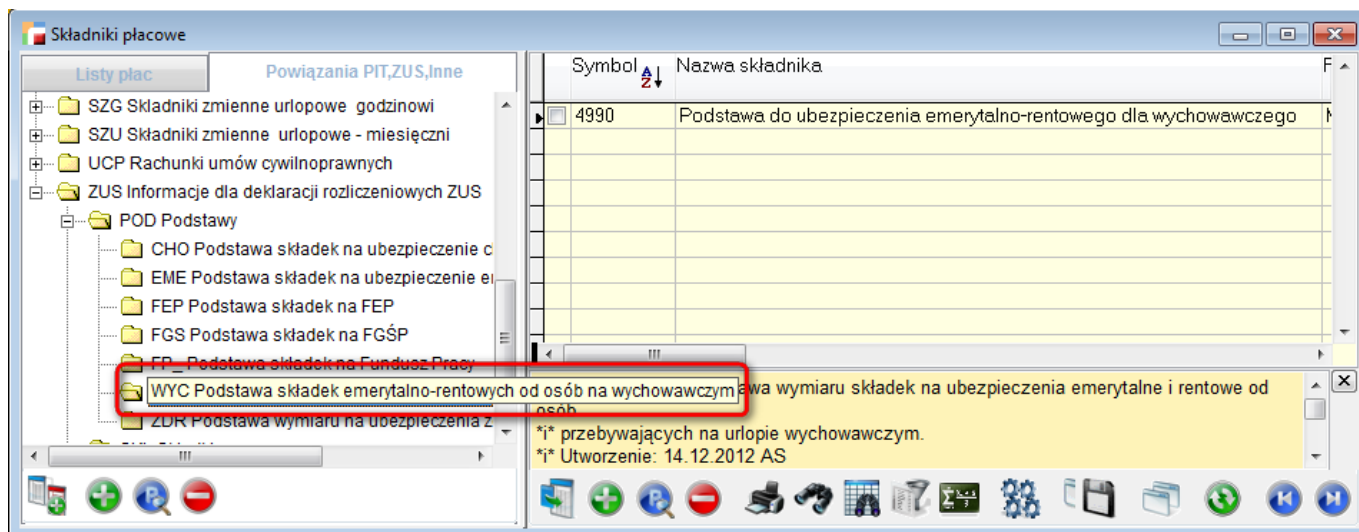 Składniki płacowe
Listy płac
Powiązania PIT,ZUS,Inne
SZG Skladniki zmienne urlopowe godzinowi
SZU Składniki zmienne urlopowe - miesięczni
UCP Rachunki umów cywilnoprawnych
ZUS Informacje dla deklaracji rozliczeniowych ZUS
POD Podstawy
CHO Podstawa składek na ubezpieczenie c
EME Podstawa składek na ubezpieczenie e
FEP Podstawa składek na FEP
FGS Podstawa składek na FGŚP
FP_ Podstawa składek na Fundusz Pracy
WYC Podstawa składek emerytalno-rentowych od osób na wychowawczym
ZDR Podstawa wymiaru na ubezpieczenia z
Symbol
Nazwa składnika
4990
Podstawa do ubezpieczenia emerytalno-rentowego dla wychowawczego
awa wymiaru składek na ubezpieczenia emerytalne i rentowe od
osób
*i* przebywających na urlopie wychowawczym.
*i* Utworzenie: 14.12.2012 AS